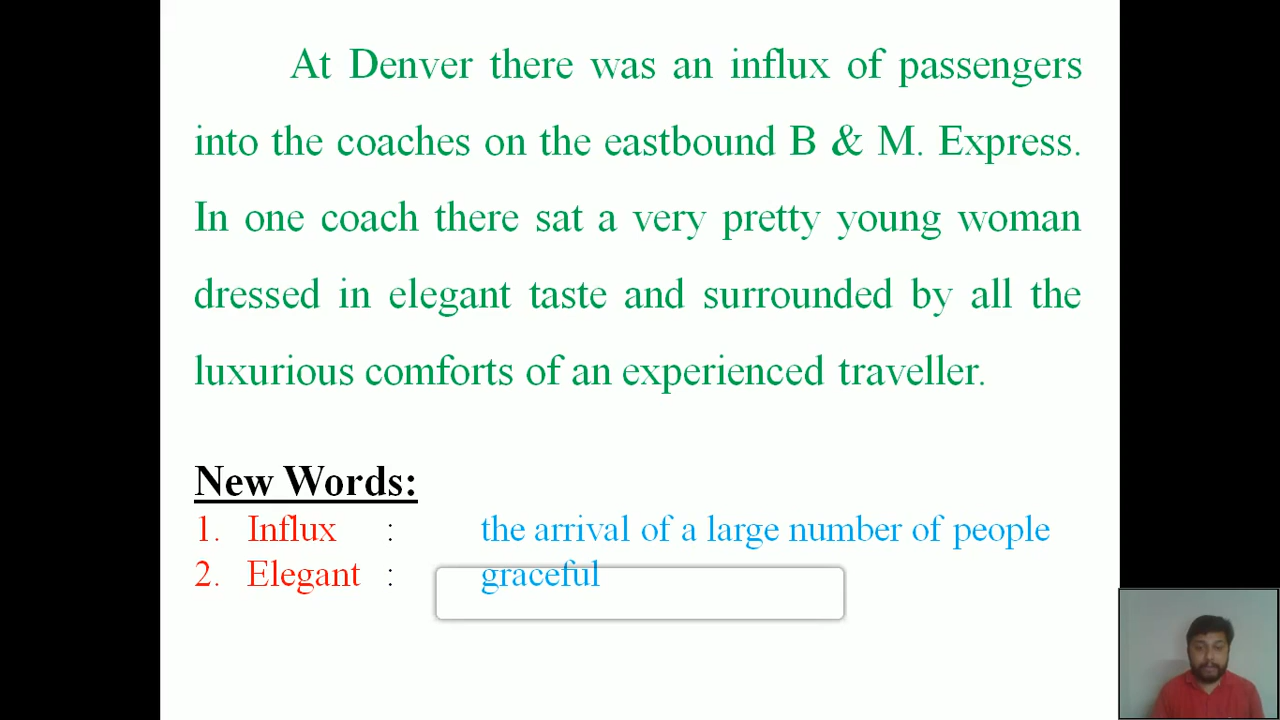 At Denver there was an influx of passengers
into the coaches on the eastbound B & M. Express.
In one coach there sat a very pretty young woman
dressed in elegant taste and surrounded by all the
luxurious comforts of an experienced traveller.
New Words:
1. Influx : the arrival of a large number of people
2. Elegant : graceful